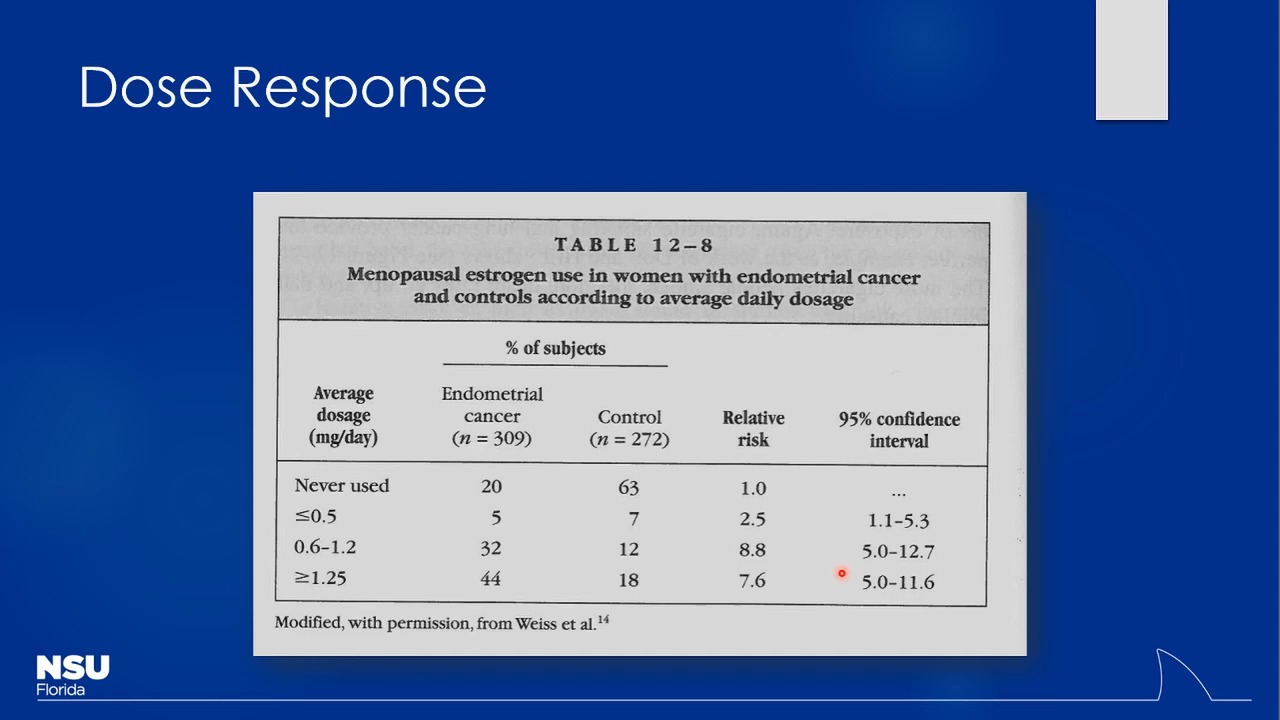 Dose Response
TABLE 12–8
Menopausal estrogen use in women with endometrial cancer
and controls according to average daily dosage
% of subjects
Average dosage (mg/day) Endometrial cancer (n = 309) Control (n = 272) Relative risk 95% confidence interval
Never used 20 63 1.0 ...
≤0.5 5 7 2.5 1.1–5.3
0.6–1.2 32 12 8.8 5.0–12.7
≥1.25 44 18 7.6 5.0–11.6
Modified, with permission, from Weiss et al.14
NSU
Florida